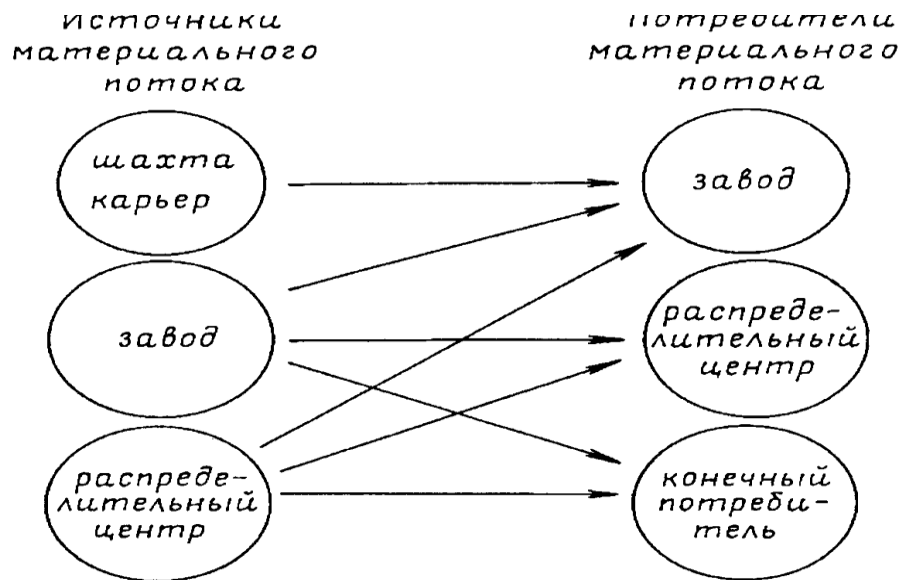 Источники
материального
потока
Потребители
материального
потока
шахта
карьер
завод
завод
распреде-
лительный
центр
распреде-
лительный
центр
конечный
потреби-
тель